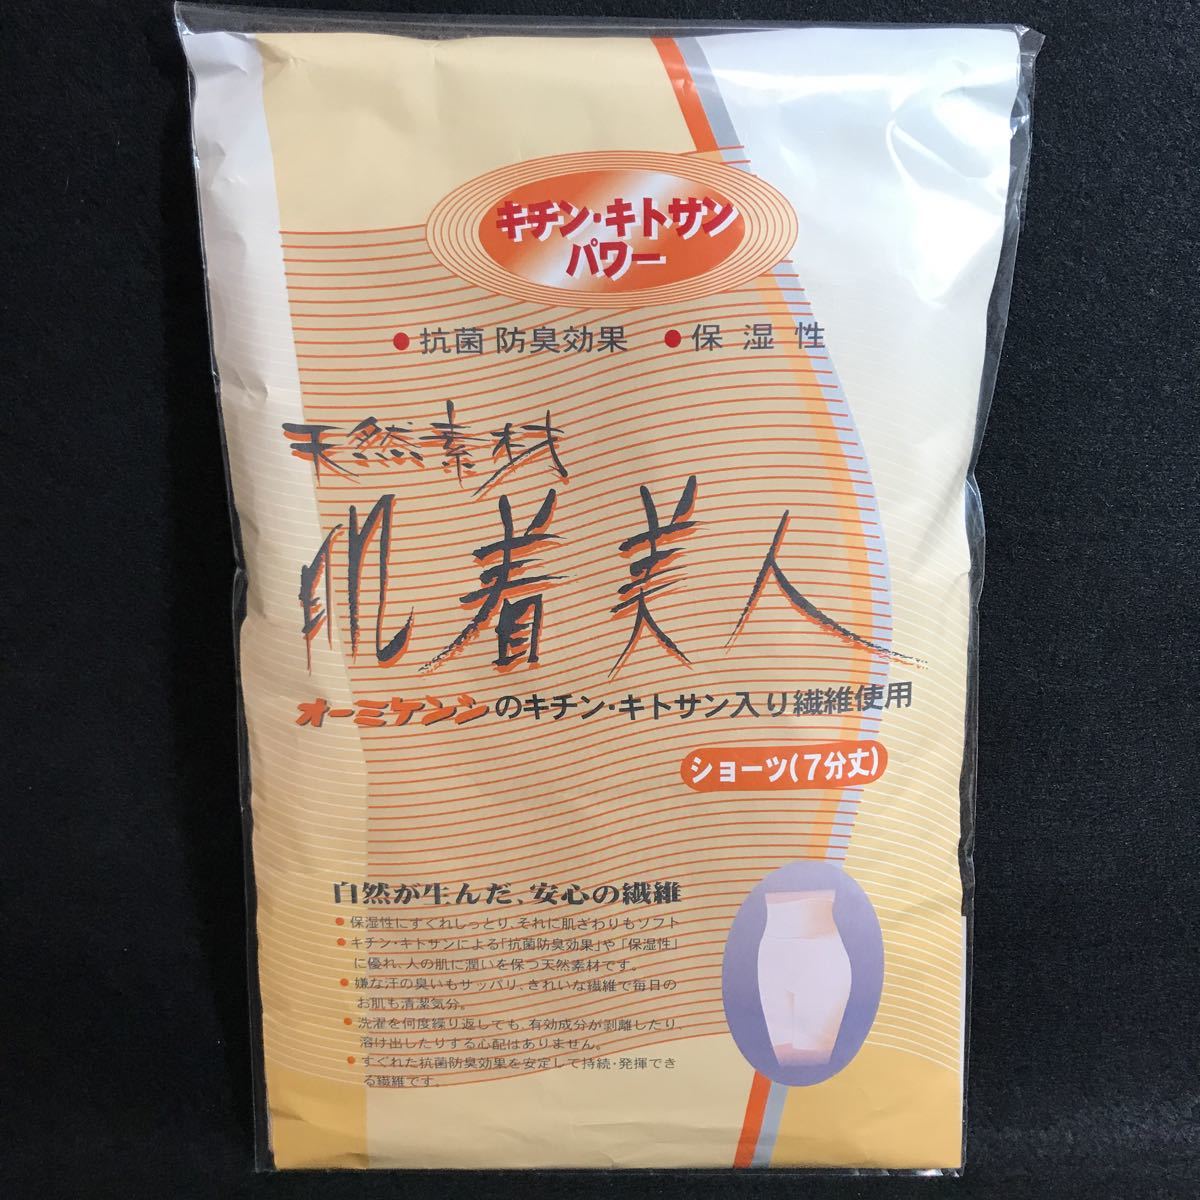 キチン・キトサン
パワー
●抗菌防臭効果 ●保湿性
天然素材
肌着美人
オーミケンシのキチン・キトサン入り繊維使用
ショーツ(7分丈)
自然が生んだ、安心の繊維
●保湿性にすぐれしっとり、それに肌ざわりもソフト
●キチン・キトサンによる「抗菌防臭効果」や「保湿性」
に優れ、人の肌に潤いを保つ天然素材です。
●嫌な汗の臭いもサッパリ、きれいな繊維で毎日の
お肌も清潔気分。
●洗濯を何度繰り返しても、有効成分が剥離したり、
溶け出したりする心配はありません。
●すぐれた抗菌防臭効果を安定して持続・発揮でき
る繊維です。